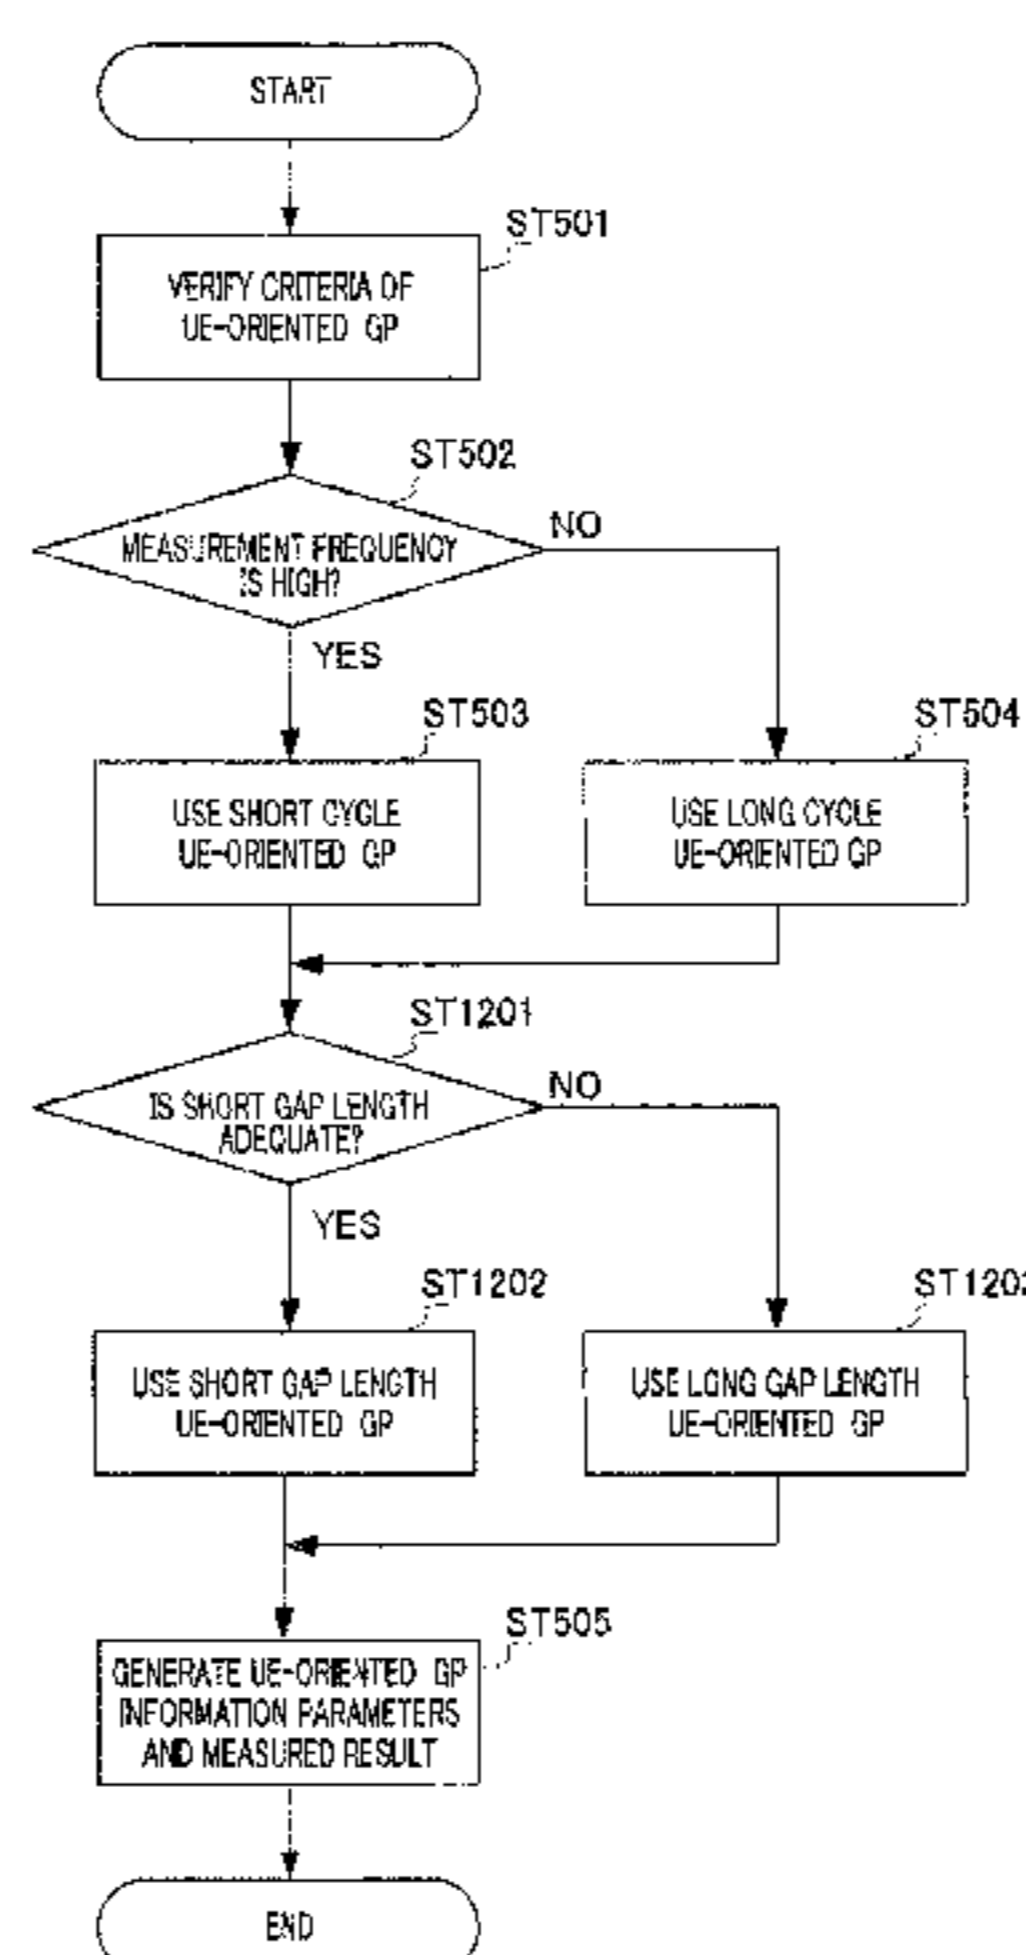 START
ST501
VERIFY CRITERIA OF
UE-ORIENTED GP
ST502
MEASUREMENT FREQUENCY
IS HIGH?
NO
YES
ST503
ST504
USE SHORT CYCLE
UE-ORIENTED GP
USE LONG CYCLE
UE-ORIENTED GP
ST1201
IS SHORT GAP LENGTH
ADEQUATE?
NO
YES
ST1202
USE SHORT GAP LENGTH
UE-ORIENTED GP
USE LONG GAP LENGTH
UE-ORIENTED GP
ST505
GENERATE UE-ORIENTED GP
INFORMATION PARAMETERS
AND MEASURED RESULT
END